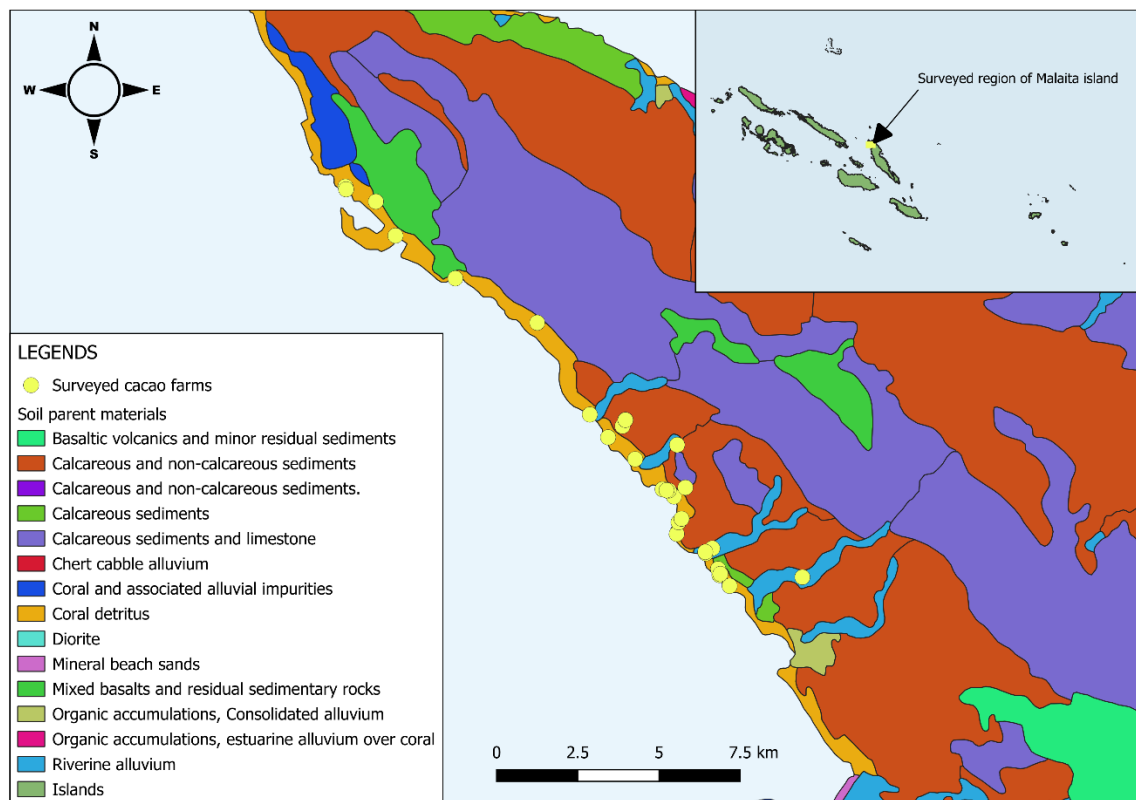 N
W E
S
Surveyed region of Malaita island
LEGENDS
Surveyed cacao farms
Soil parent materials
Basaltic volcanics and minor residual sediments
Calcareous and non-calcareous sediments
Calcareous and non-calcareous sediments.
Calcareous sediments
Calcareous sediments and limestone
Chert cabble alluvium
Coral and associated alluvial impurities
Coral detritus
Diorite
Mineral beach sands
Mixed basalts and residual sedimentary rocks
Organic accumulations, Consolidated alluvium
Organic accumulations, estuarine alluvium over coral
Riverine alluvium
Islands
0 2.5 5 7.5 km